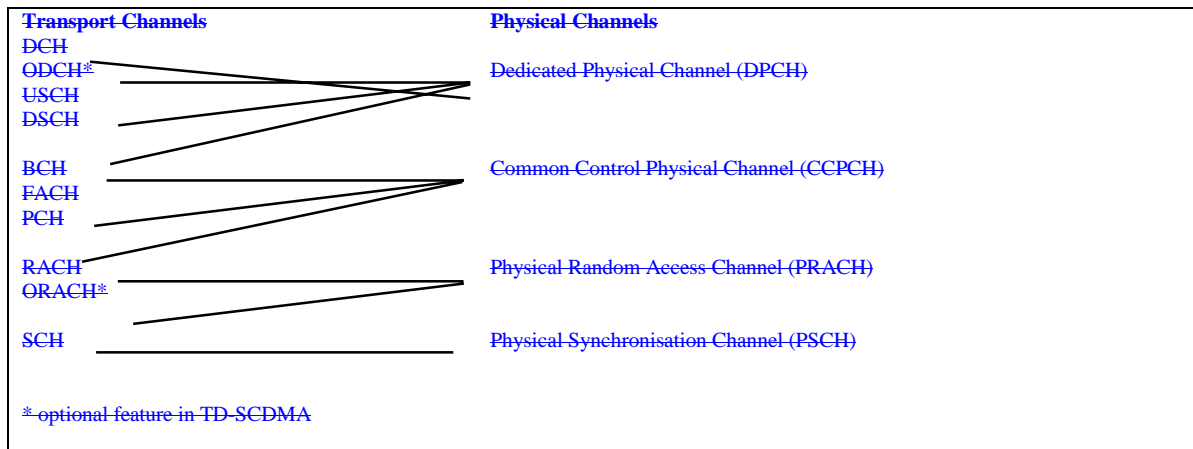 Transport Channels Physical Channels
DCH
ODCH* Dedicated Physical Channel (DPCH)
USCH
DSCH
BCH Common Control Physical Channel (CCPCH)
FACH
PCH
RACH Physical Random Access Channel (PRACH)
ORACH*
SCH Physical Synchronisation Channel (PSCH)
* optional feature in TD-SCDMA